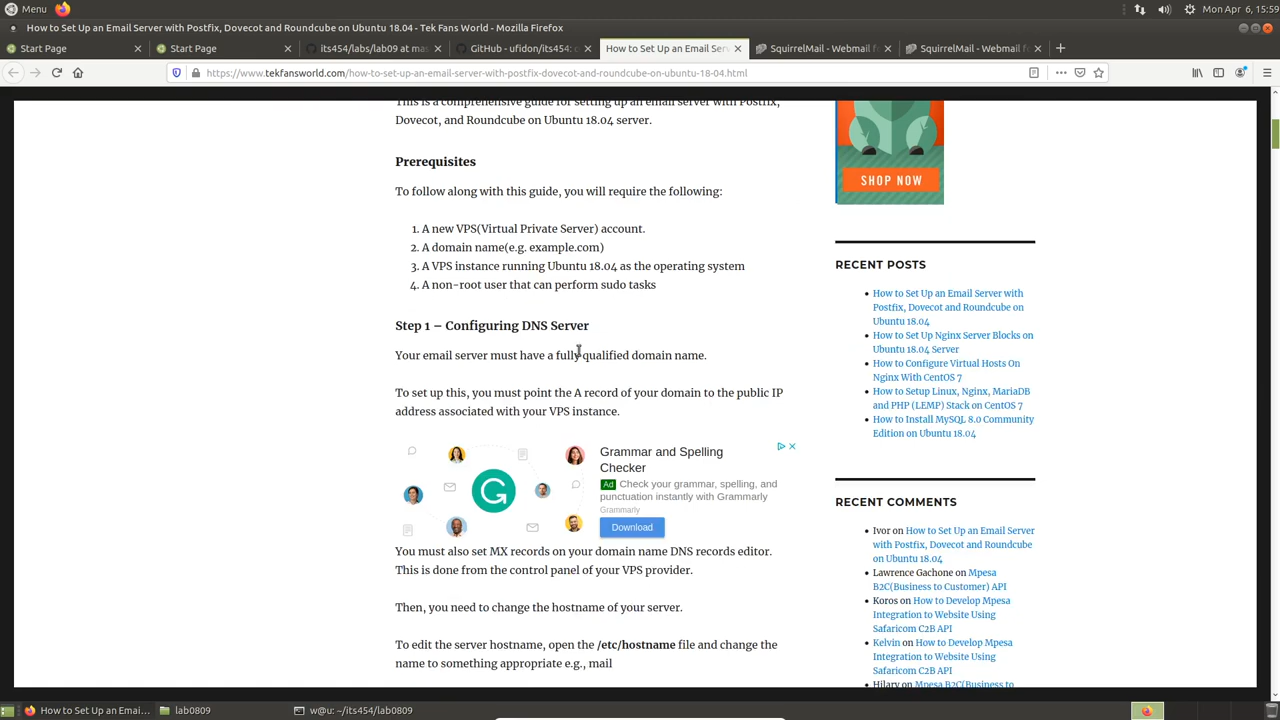 Menu
Mon Apr 6, 15:59
How to Set Up an Email Server with Postfix, Dovecot and Roundcube on Ubuntu 18.04 - Tek Fans World - Mozilla Firefox
Start Page
Start Page
its454/labs/lab09 at mas
GitHub - ufidon/its454: c
How to Set Up an Email Ser
SquirrelMail - Webmail for
SquirrelMail - Webmail for
https://www.tekfansworld.com/how-to-set-up-an-email-server-with-postfix-dovecot-and-roundcube-on-ubuntu-18-04.html
This is a comprehensive guide for setting up an email server with Postfix,
Dovecot, and Roundcube on Ubuntu 18.04 server.
Prerequisites
To follow along with this guide, you will require the following:
1. A new VPS(Virtual Private Server) account.
2. A domain name(e.g. example.com)
3. A VPS instance running Ubuntu 18.04 as the operating system
4. A non-root user that can perform sudo tasks
Step 1 – Configuring DNS Server
Your email server must have a fully qualified domain name.
To set up this, you must point the A record of your domain to the public IP
address associated with your VPS instance.
Grammar and Spelling
Checker
Ad Check your grammar, spelling, and
punctuation instantly with Grammarly
Grammarly
Download
You must also set MX records on your domain name DNS records editor.
This is done from the control panel of your VPS provider.
Then, you need to change the hostname of your server.
To edit the server hostname, open the /etc/hostname file and change the
name to something appropriate e.g., mail
SHOP NOW
RECENT POSTS
How to Set Up an Email Server with
Postfix, Dovecot and Roundcube on
Ubuntu 18.04
How to Set Up Nginx Server Blocks on
Ubuntu 18.04 Server
How to Configure Virtual Hosts On
Nginx With CentOS 7
How to Setup Linux, Nginx, MariaDB
and PHP (LEMP) Stack on CentOS 7
How to Install MySQL 8.0 Community
Edition on Ubuntu 18.04
RECENT COMMENTS
Ivor on How to Set Up an Email Server
with Postfix, Dovecot and Roundcube
on Ubuntu 18.04
Lawrence Gachone on Mpesa
B2C(Business to Customer) API
Koros on How to Develop Mpesa
Integration to Website Using
Safaricom C2B API
Kelvin on How to Develop Mpesa
Integration to Website Using
Safaricom C2B API
Hilary on Mpesa B2C(Business to
How to Set Up an Emai...
lab0809
w@u: ~/its454/lab0809